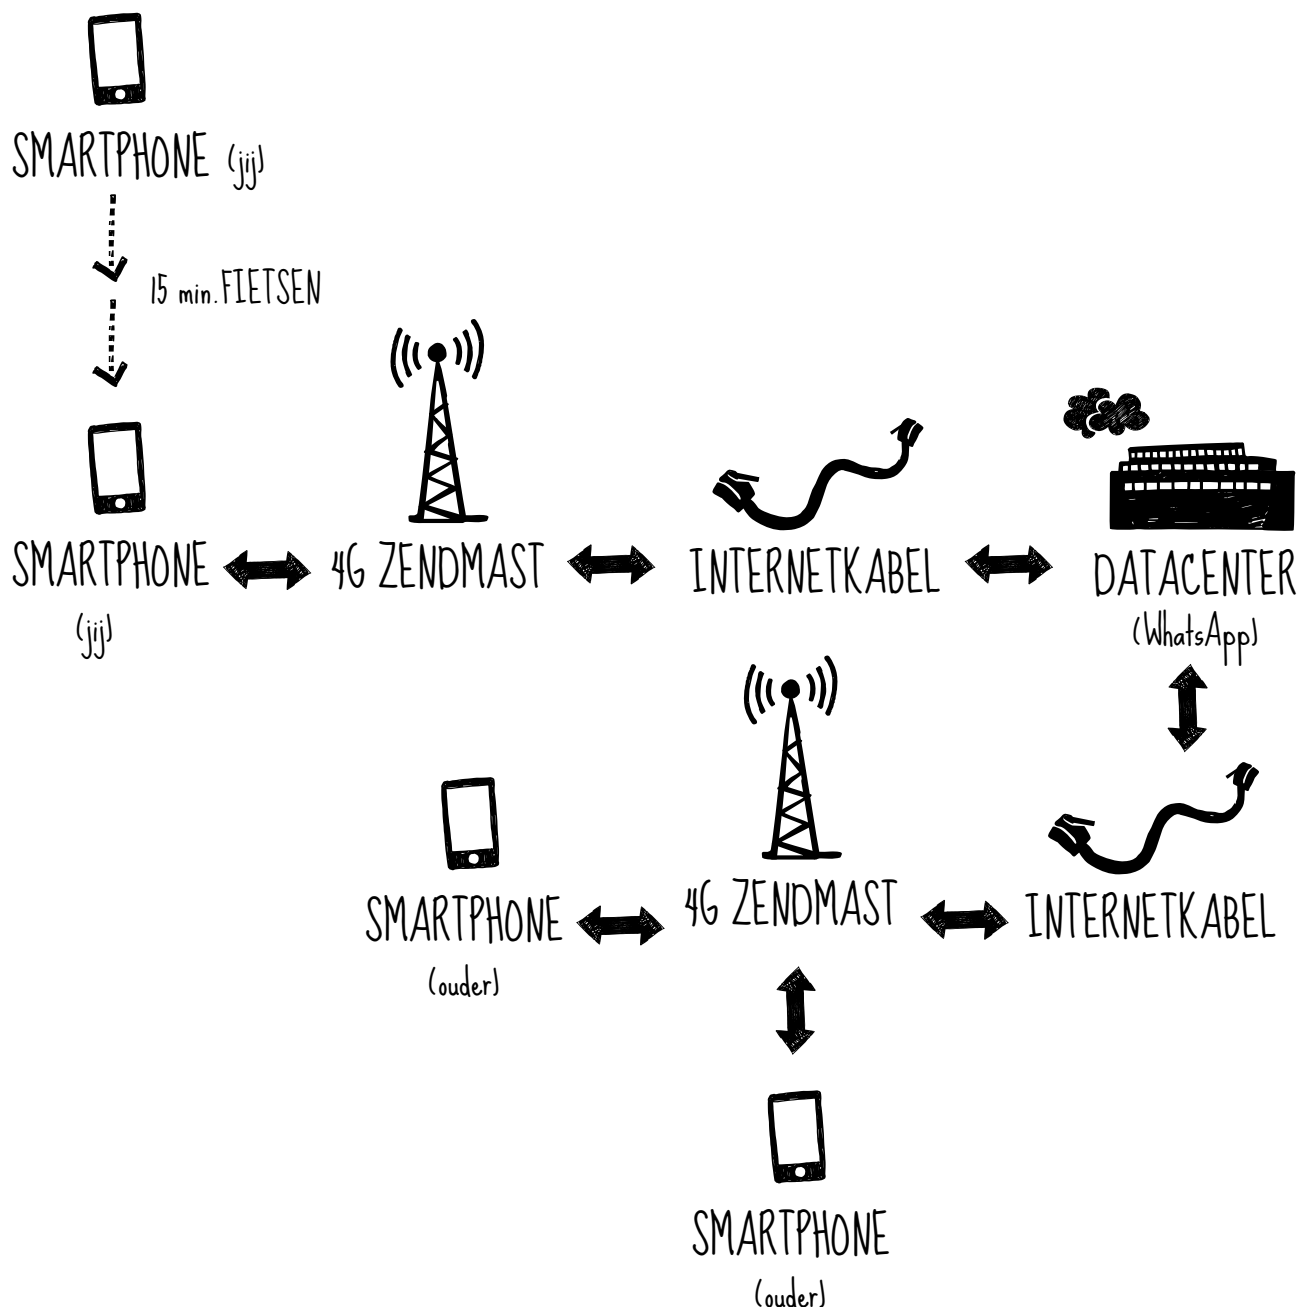 SMARTPHONE (jij)
15 min. FIETSEN
SMARTPHONE
(jij)
4G ZENDMAST
INTERNETKABEL
DATACENTER
(WhatsApp)
SMARTPHONE
(ouder)
4G ZENDMAST
INTERNETKABEL
SMARTPHONE
(ouder)